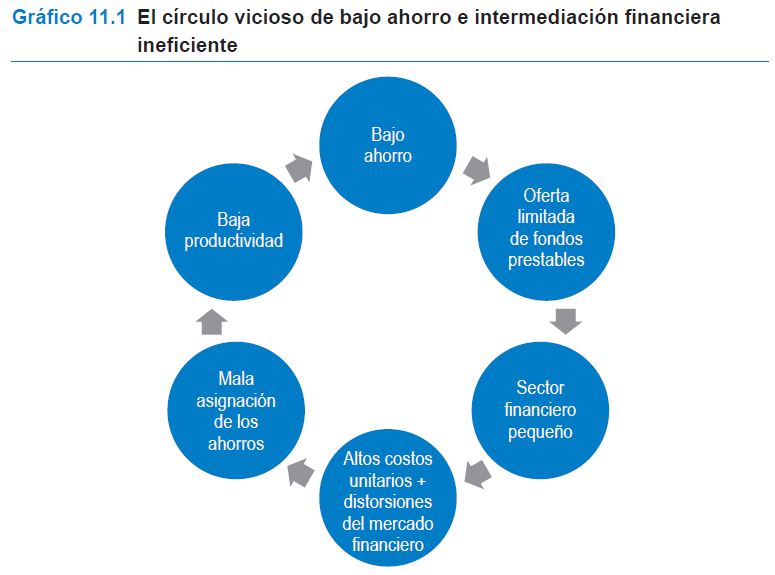 Gráfico 11.1 El círculo vicioso de bajo ahorro e intermediación financiera
ineficiente
Bajo
ahorro
Oferta
limitada
de fondos
prestables
Sector
financiero
pequeño
Altos costos
unitarios +
distorsiones
del mercado
financiero
Mala
asignación
de los
ahorros
Baja
productividad